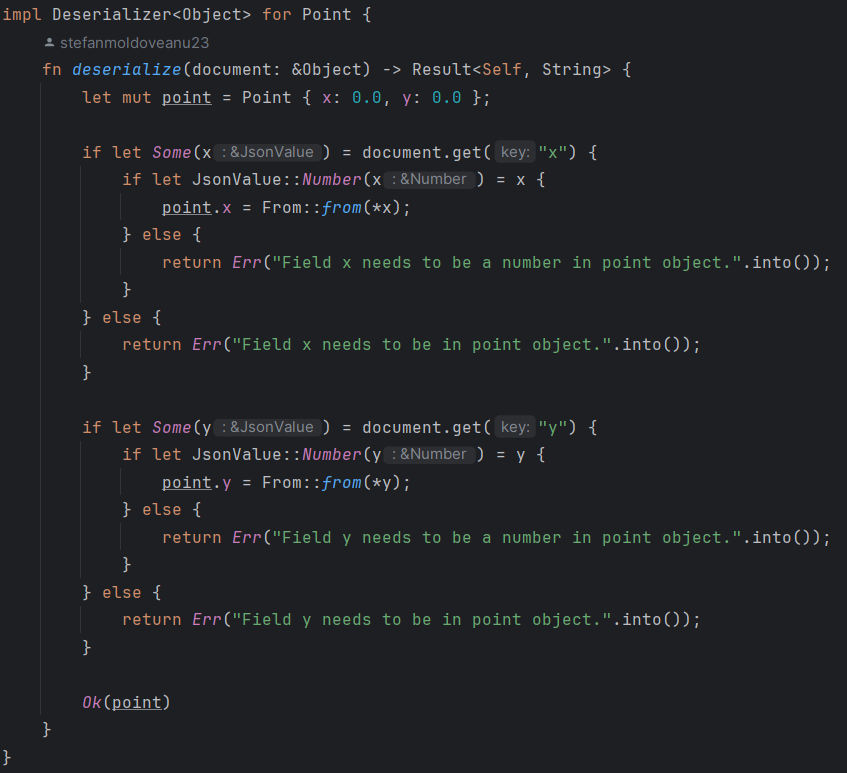 impl Deserializer<Object> for Point {
stefanmoldoveanu23
fn deserialize(document: &Object) -> Result<Self, String> {
let mut point = Point { x: 0.0, y: 0.0 };
if let Some(x : &JsonValue ) = document.get( key: "x") {
if let JsonValue::Number(x : &Number ) = x {
point.x = From::from(*x);
} else {
return Err("Field x needs to be a number in point object.".into());
}
} else {
return Err("Field x needs to be in point object.".into());
}
if let Some(y : &JsonValue ) = document.get( key: "y") {
if let JsonValue::Number(y : &Number ) = y {
point.y = From::from(*y);
} else {
return Err("Field y needs to be a number in point object.".into());
}
} else {
return Err("Field y needs to be in point object.".into());
}
Ok(point)
}
}